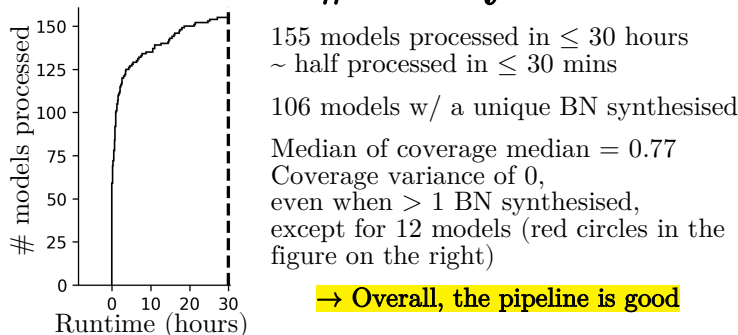 155 models processed in ≤ 30 hours
~ half processed in ≤ 30 mins
106 models w/ a unique BN synthesised
Median of coverage median = 0.77
Coverage variance of 0,
even when > 1 BN synthesised,
except for 12 models (red circles in the
figure on the right)
→ Overall, the pipeline is good
# models processed
150
125
100
75
50
25
0
0 10 20 30
Runtime (hours)